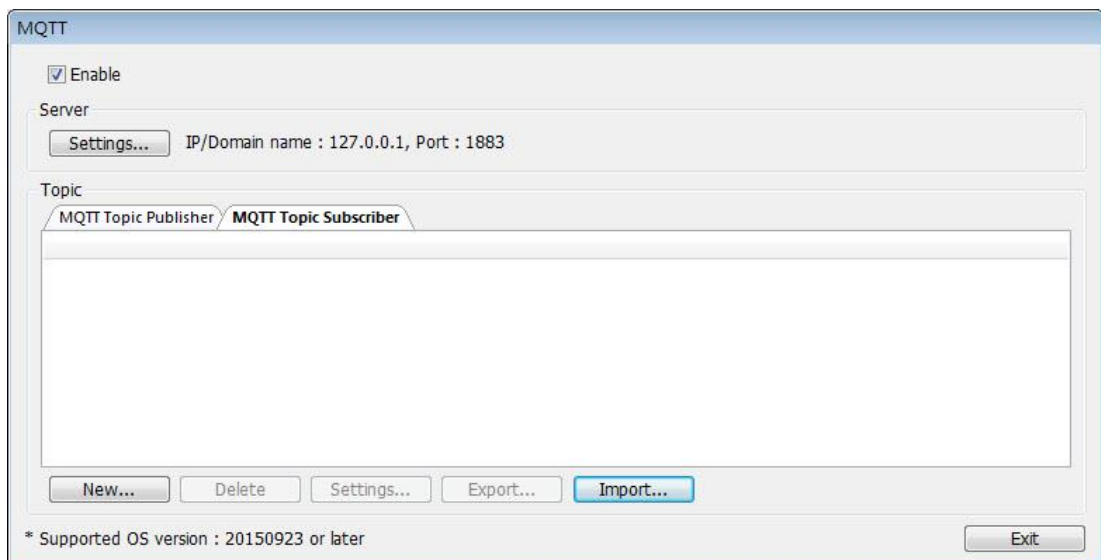 MQTT
Enable
Server
Settings... IP/Domain name : 127.0.0.1, Port : 1883
Topic
MQTT Topic Publisher MQTT Topic Subscriber
New... Delete Settings... Export... Import...
* Supported OS version : 20150923 or later Exit